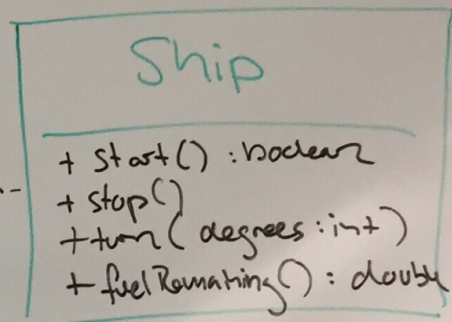 Ship
+ start() : boolean
+ stop()
+ turn( degrees : int )
+ fuelRemaining() : double